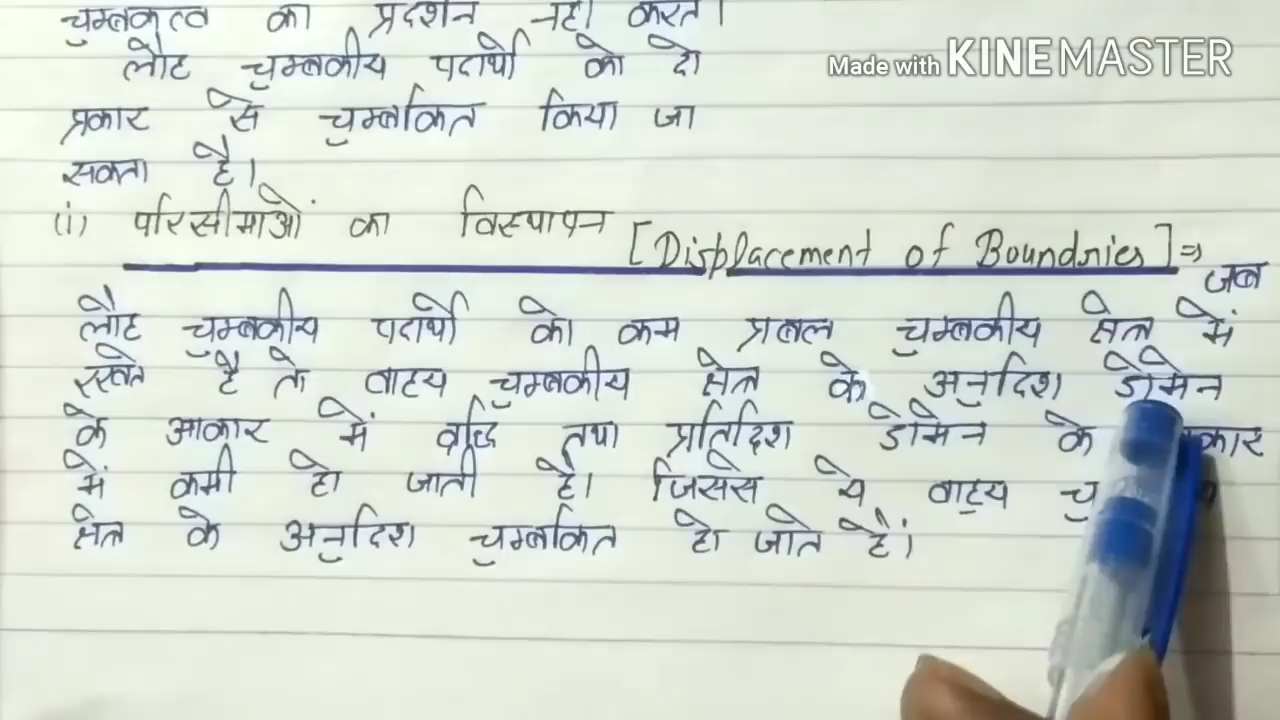 चुम्बकत्व का प्रदर्शन नहीं करते।
लौह चुम्बकीय पदार्थों को दो
Made with KINEMASTER
प्रकार से चुम्बकित किया जा
सकता है।
(i) परिसीमाओं का विस्थापन [Displacement of Boundries] ⇒
जब
लौह चुम्बकीय पदार्थों को कम प्रबल चुम्बकीय क्षेत्र में
रखते है तो वाह्य चुम्बकीय क्षेत्र के अनुदिश डोमेन
के आकार में वृद्धि तथा प्रतिदिश डोमेन के
में कमी हो जाती है। जिससे ये वाह्य
क्षेत्र के अनुदिश चुम्बकित हो जाते हैं।